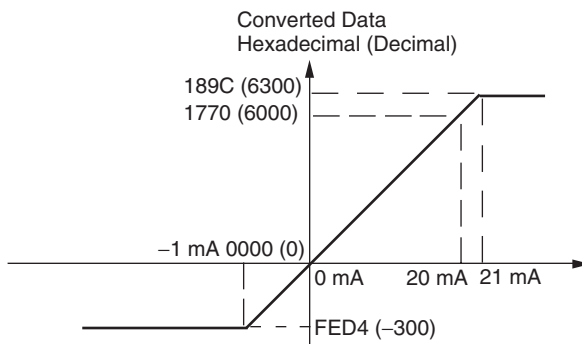 Converted Data
Hexadecimal (Decimal)
189C (6300)
1770 (6000)
−1 mA 0000 (0)
0 mA
20 mA
21 mA
FED4 (−300)